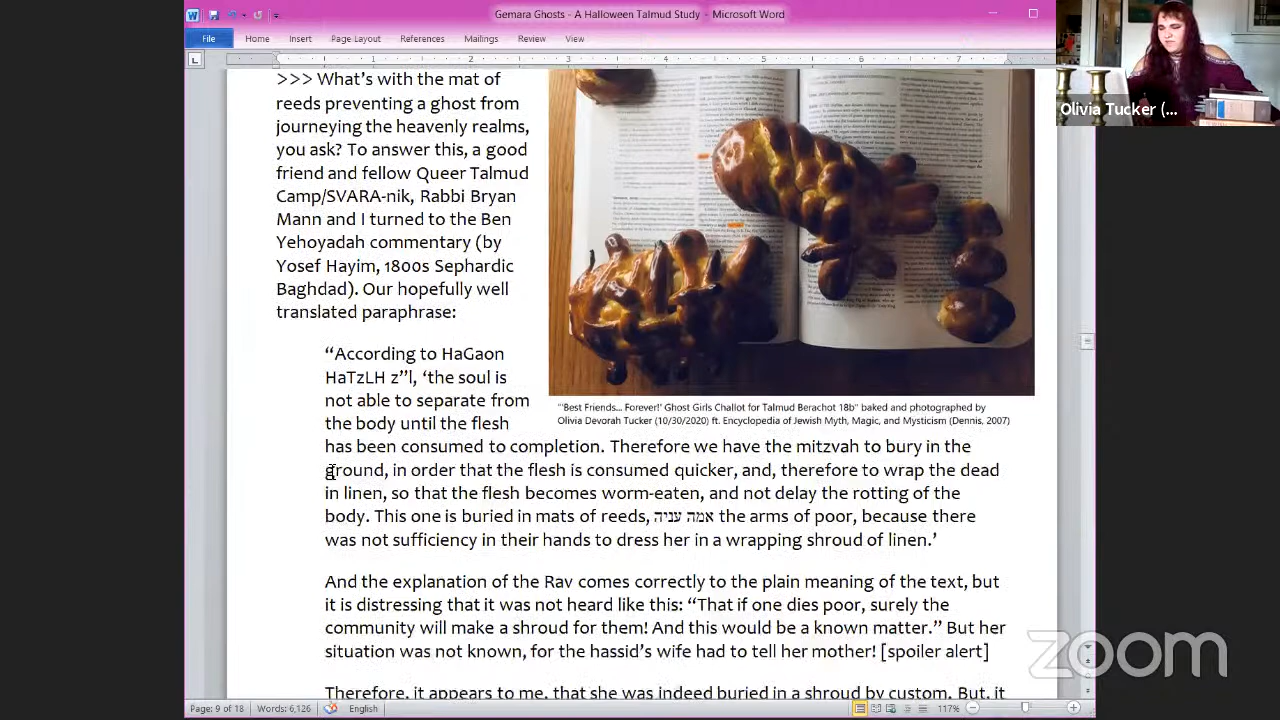 Gemara Ghosts - A Halloween Talmud Study - Microsoft Word
File Home Insert Page Layout References Mailings Review View
Olivia Tucker (...
>>> What's with the mat of
reeds preventing a ghost from
journeying the heavenly realms,
you ask? To answer this, a good
friend and fellow Queer Talmud
Camp/SVARA-nik, Rabbi Bryan
Mann and I turned to the Ben
Yehoyadah commentary (by
Yosef Hayim, 1800s Sephardic
Baghdad). Our hopefully well
translated paraphrase:
"'Best Friends... Forever!' Ghost Girls Challot for Talmud Berachot 18b" baked and photographed by
Olivia Devorah Tucker (10/30/2020) ft. Encyclopedia of Jewish Myth, Magic, and Mysticism (Dennis, 2007)
“According to HaGaon
HaTzLH z”l, ‘the soul is
not able to separate from
the body until the flesh
has been consumed to completion. Therefore we have the mitzvah to bury in the
ground, in order that the flesh is consumed quicker, and, therefore to wrap the dead
in linen, so that the flesh becomes worm-eaten, and not delay the rotting of the
body. This one is buried in mats of reeds, אמה עניה the arms of poor, because there
was not sufficiency in their hands to dress her in a wrapping shroud of linen.’
And the explanation of the Rav comes correctly to the plain meaning of the text, but
it is distressing that it was not heard like this: “That if one dies poor, surely the
community will make a shroud for them! And this would be a known matter.” But her
situation was not known, for the hassid’s wife had to tell her mother! [spoiler alert]
Therefore, it appears to me, that she was indeed buried in a shroud by custom. But, it
zoom
Page: 9 of 18 Words: 6,126 English 117%